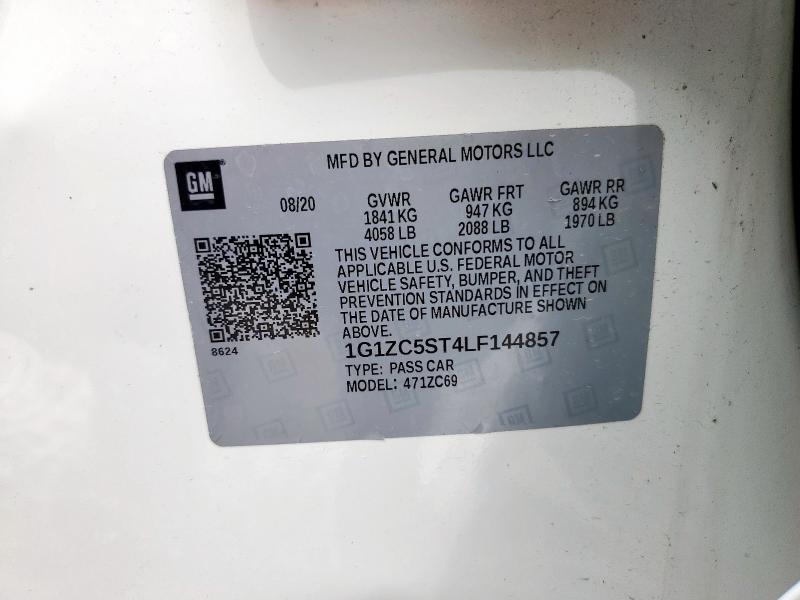 MFD BY GENERAL MOTORS LLC
GM
08/20
GVWR GAWR FRT GAWR RR
1841 KG 947 KG 894 KG
4058 LB 2088 LB 1970 LB
THIS VEHICLE CONFORMS TO ALL
APPLICABLE U.S. FEDERAL MOTOR
VEHICLE SAFETY, BUMPER, AND THEFT
PREVENTION STANDARDS IN EFFECT ON
THE DATE OF MANUFACTURE SHOWN
ABOVE.
8624
1G1ZC5ST4LF144857
TYPE: PASS CAR
MODEL: 471ZC69